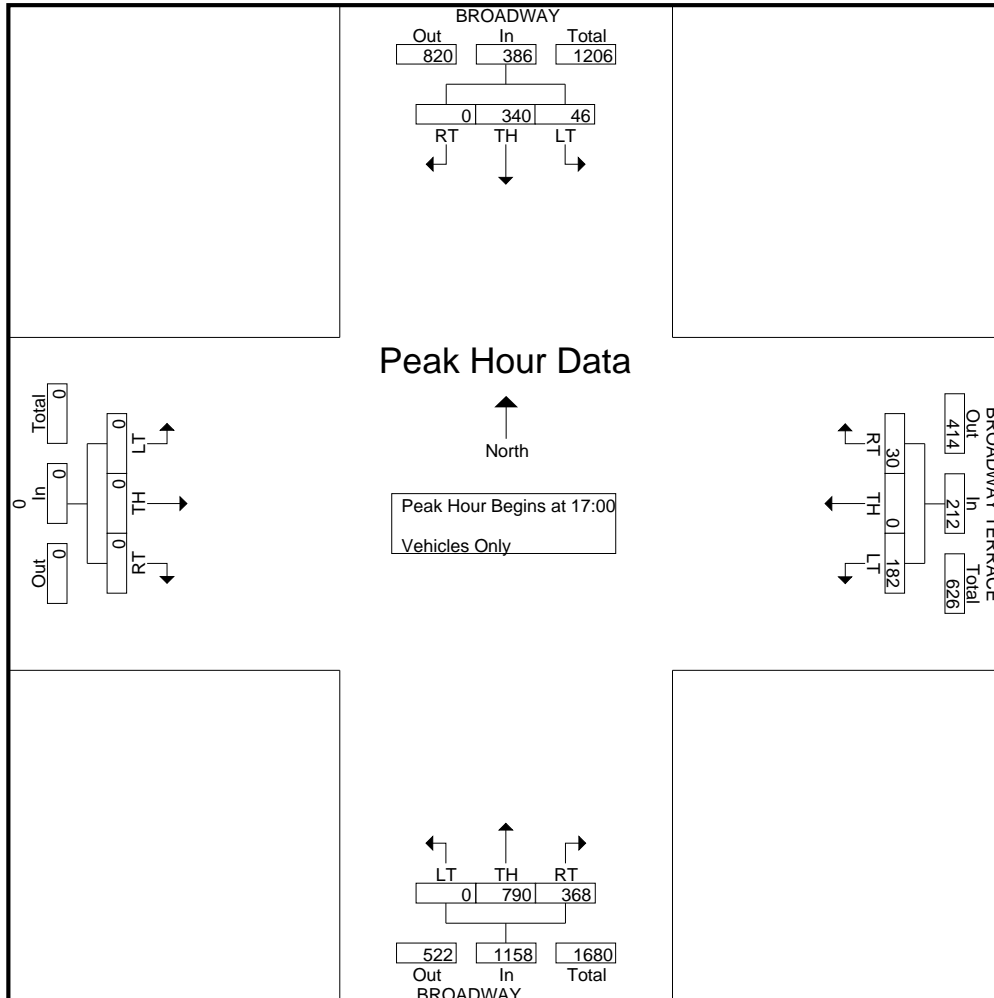 BROADWAY
Out In Total
820 386 1206
0 340 46
RT TH LT
Peak Hour Data
North
Peak Hour Begins at 17:00
Vehicles Only
Total In Out
0 0 0
0
0 0 0
LT TH RT
BROADWAY TERRACE
Out In Total
414 212 626
30 0 182
RT TH LT
LT TH RT
0 790 368
522 1158 1680
Out In Total
BROADWAY